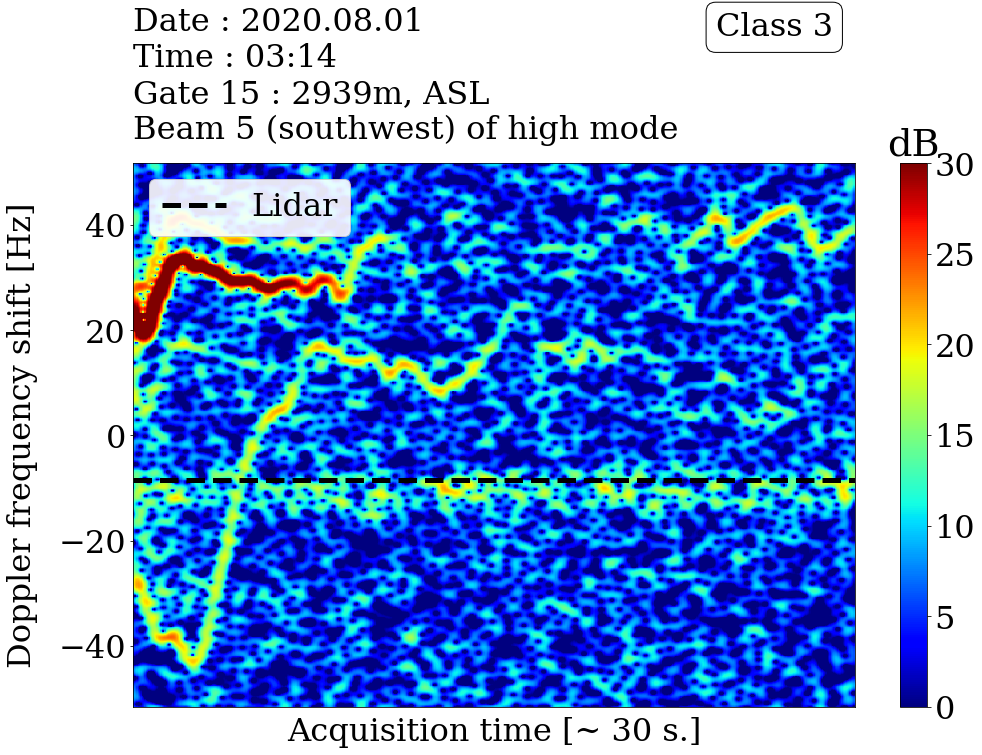 Date : 2020.08.01
Time : 03:14
Gate 15 : 2939m, ASL
Beam 5 (southwest) of high mode
Class 3
dB
Lidar
Doppler frequency shift [Hz]
40
20
0
−20
−40
30
25
20
15
10
5
0
Acquisition time [~ 30 s.]